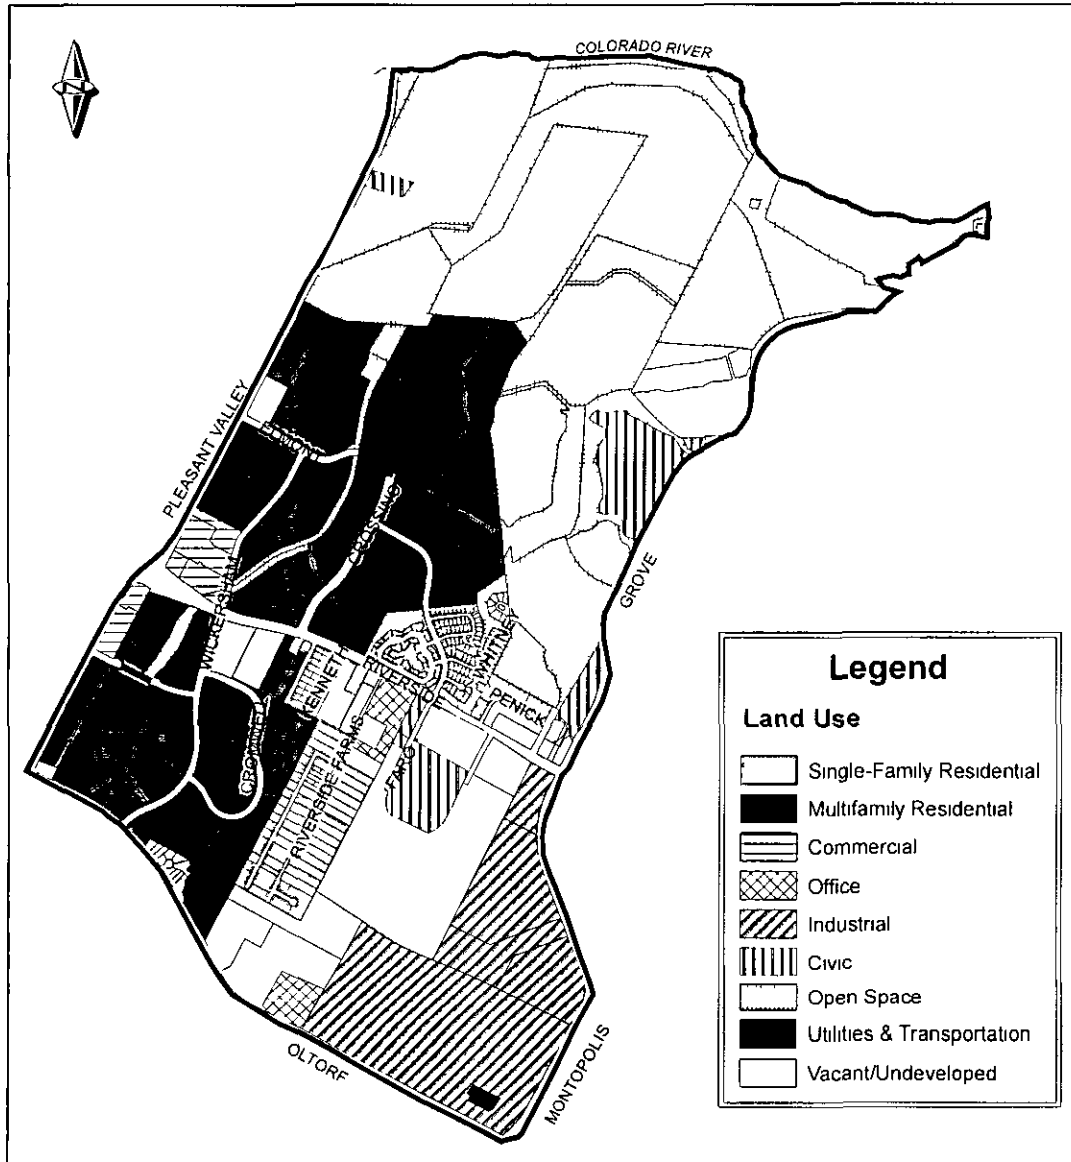 COLORADO RIVER
N
PLEASANT VALLEY
ELMONT
CROSSING
GROVE
WICKERSHAM
WHITNEY
KENNET
RIVERSIDE
PENICK
CROMWELL
FARO
RIVERSIDE FARMS
OLTORF
MONTOPOLIS
Legend
Land Use
Single-Family Residential
Multifamily Residential
Commercial
Office
Industrial
Civic
Open Space
Utilities & Transportation
Vacant/Undeveloped